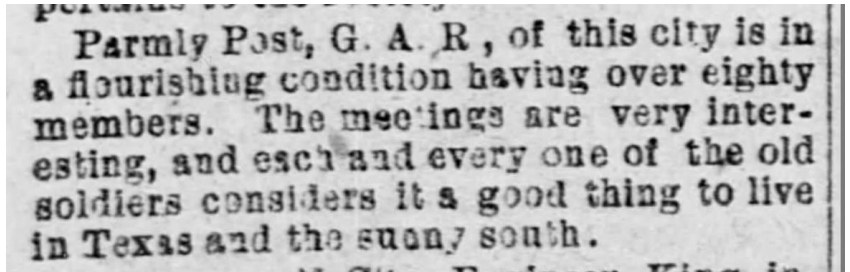 Parmly Post, G. A. R, of this city is in
a flourishing condition having over eighty
members. The meetings are very inter-
esting, and each and every one of the old
soldiers considers it a good thing to live
in Texas and the sunny south.